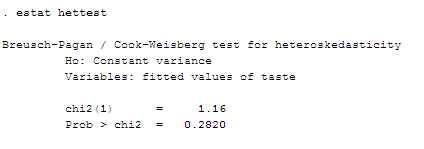 . estat hettest
Breusch-Pagan / Cook-Weisberg test for heteroskedasticity
Ho: Constant variance
Variables: fitted values of taste
chi2(1) = 1.16
Prob > chi2 = 0.2820